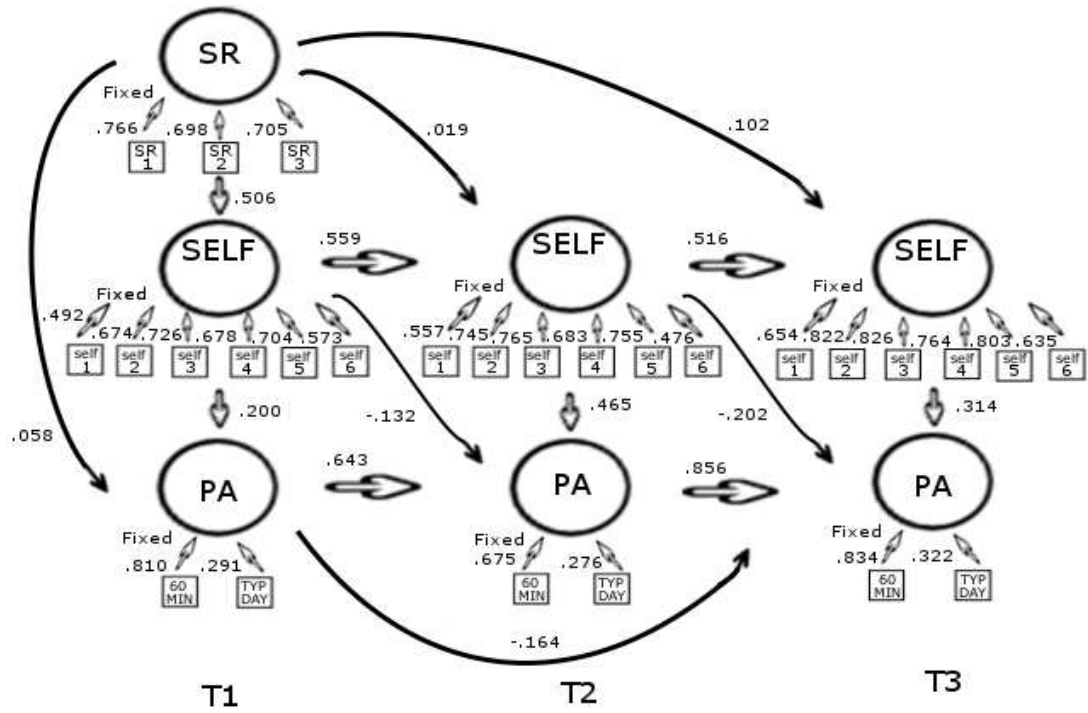 SR
Fixed
.766 .698 .705
SR 1
SR 2
SR 3
.019
.102
.506
SELF
SELF
SELF
.559
.516
Fixed
Fixed
Fixed
.492 .674 .726 .678 .704 .573
.557 .745 .765 .683 .755 .476
.654 .822 .826 .764 .803 .635
self 1
self 2
self 3
self 4
self 5
self 6
self 1
self 2
self 3
self 4
self 5
self 6
self 1
self 2
self 3
self 4
self 5
self 6
.200
-.132
.465
-.202
.314
.058
PA
.643
PA
.856
PA
Fixed
Fixed
Fixed
.810 .291
.675 .276
.834 .322
60 MIN
TYP DAY
60 MIN
TYP DAY
60 MIN
TYP DAY
-.164
T1
T2
T3